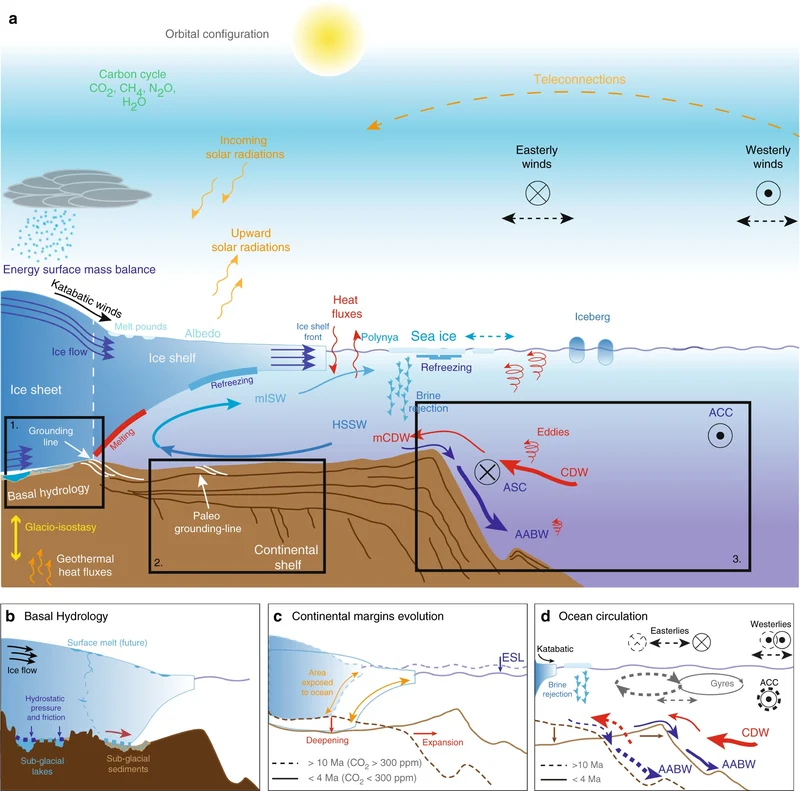 a
Orbital configuration
Carbon cycle
CO2, CH4, N2O,
H2O
Teleconnections
Incoming
solar radiations
Easterly
winds
Westerly
winds
Upward
solar radiations
Energy surface mass balance
Katabatic winds
Melt pounds
Albedo
Ice shelf
front
Heat
fluxes
Polynya
Sea ice
Iceberg
Ice flow
Ice shelf
Refreezing
Refreezing
Ice sheet
mISW
Brine
rejection
1.
Grounding
line
Melting
HSSW
mCDW
Eddies
ACC
CDW
ASC
Basal hydrology
Paleo
grounding-line
AABW
Glacio-isostasy
Geothermal
heat fluxes
2.
Continental
shelf
3.
b Basal Hydrology
Surface melt (future)
Ice flow
Hydrostatic
pressure
and friction
Sub-glacial
lakes
Sub-glacial
sediments
c Continental margins evolution
ESL
Area
exposed
to ocean
Deepening
Expansion
> 10 Ma (CO2 > 300 ppm)
< 4 Ma (CO2 < 300 ppm)
d Ocean circulation
Easterlies
Westerlies
Katabatic
Brine
rejection
Gyres
ACC
CDW
AABW
AABW
>10 Ma
< 4 Ma